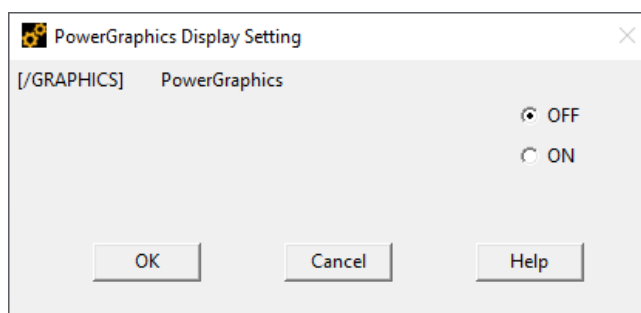 PowerGraphics Display Setting
[/GRAPHICS] PowerGraphics
OFF
ON
OK Cancel Help